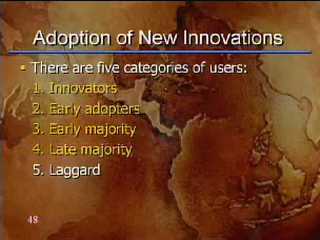 Adoption of New Innovations
▪ There are five categories of users:
1. Innovators
2. Early adopters
3. Early majority
4. Late majority
5. Laggard
48